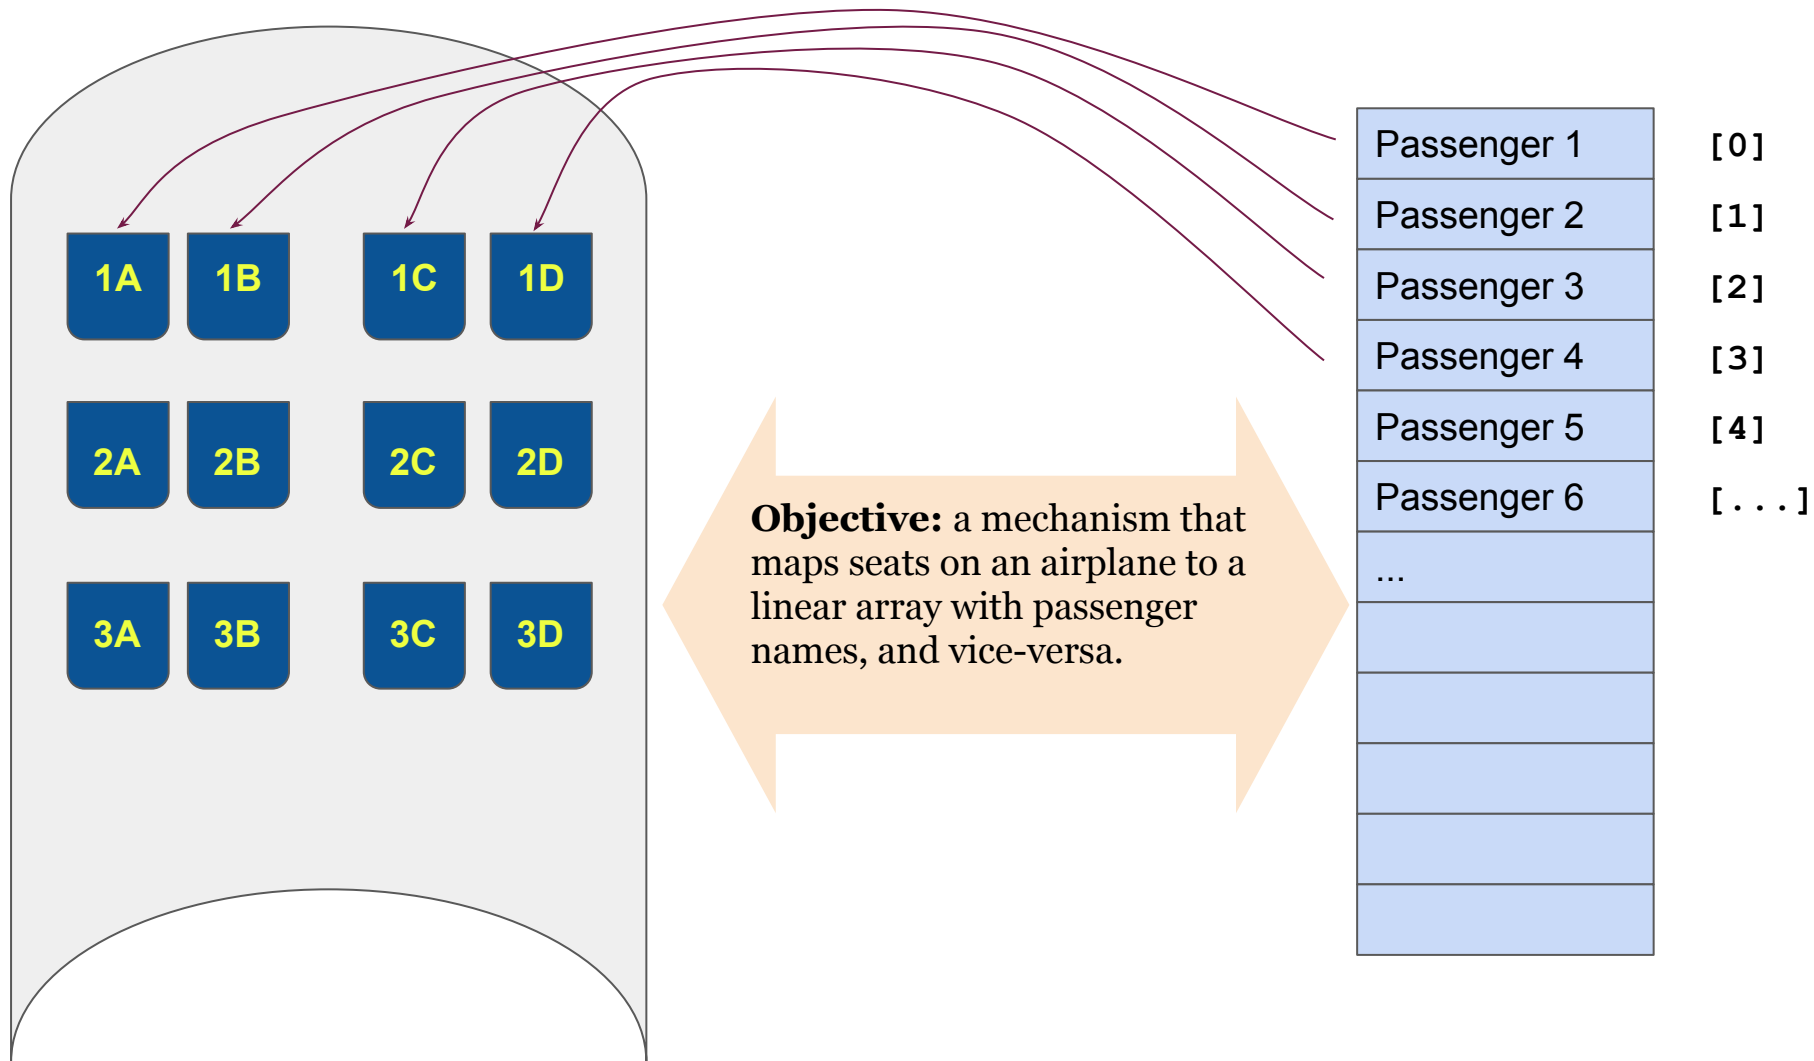 1A 1B 1C 1D
2A 2B 2C 2D
3A 3B 3C 3D
Objective: a mechanism that
maps seats on an airplane to a
linear array with passenger
names, and vice-versa.
Passenger 1 [0]
Passenger 2 [1]
Passenger 3 [2]
Passenger 4 [3]
Passenger 5 [4]
Passenger 6 [...]
...